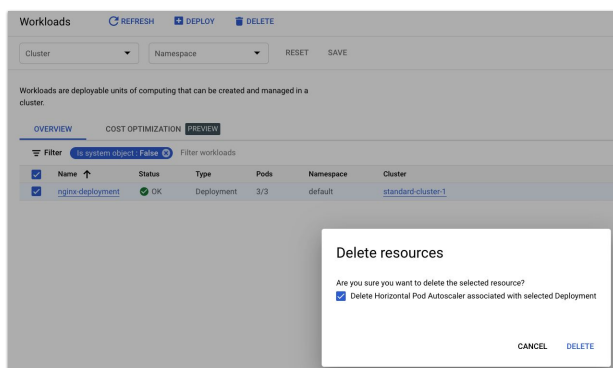 Workloads REFRESH DEPLOY DELETE
Cluster Namespace RESET SAVE
Workloads are deployable units of computing that can be created and managed in a
cluster.
OVERVIEW COST OPTIMIZATION PREVIEW
Filter Is system object : False Filter workloads
Name Status Type Pods Namespace Cluster
nginx-deployment OK Deployment 3/3 default standard-cluster-1
Delete resources
Are you sure you want to delete the selected resource?
Delete Horizontal Pod Autoscaler associated with selected Deployment
CANCEL DELETE